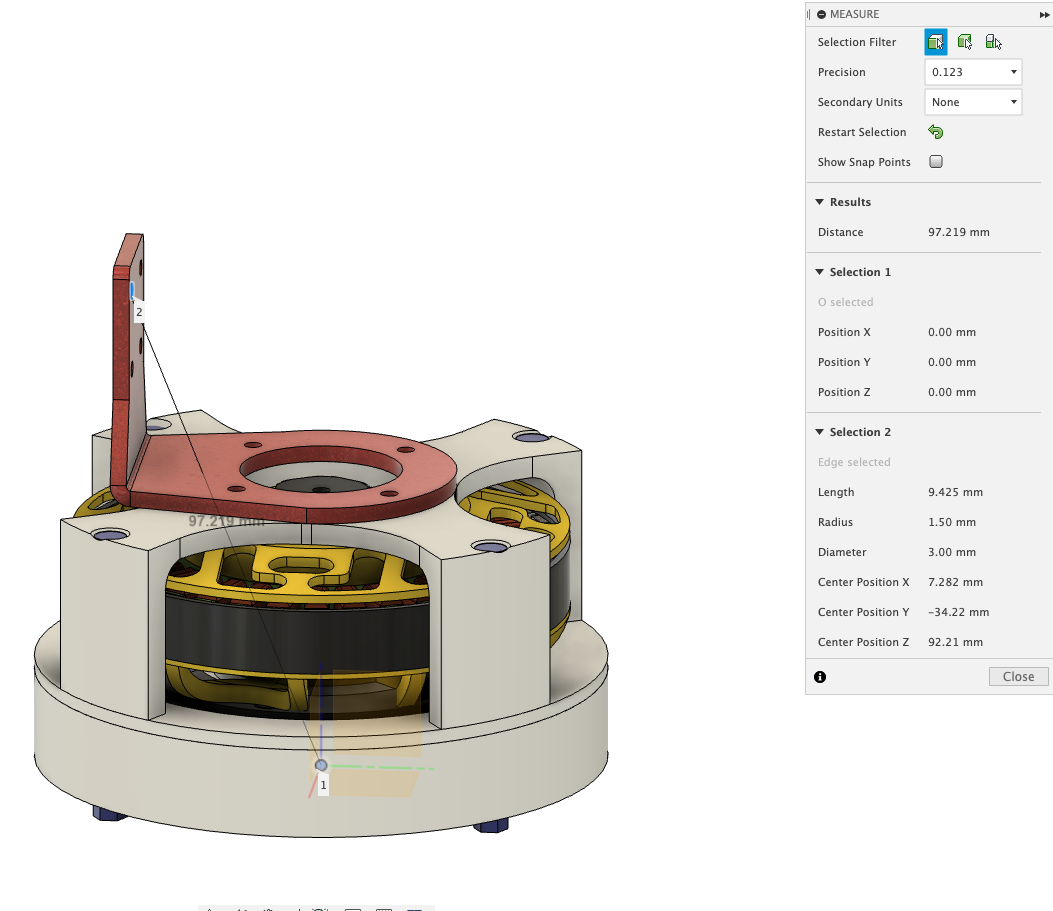 MEASURE
Selection Filter
Precision 0.123
Secondary Units None
Restart Selection
Show Snap Points
Results
Distance 97.219 mm
Selection 1
O selected
Position X 0.00 mm
Position Y 0.00 mm
Position Z 0.00 mm
Selection 2
Edge selected
Length 9.425 mm
Radius 1.50 mm
Diameter 3.00 mm
Center Position X 7.282 mm
Center Position Y −34.22 mm
Center Position Z 92.21 mm
Close
2
97.219 mm
1